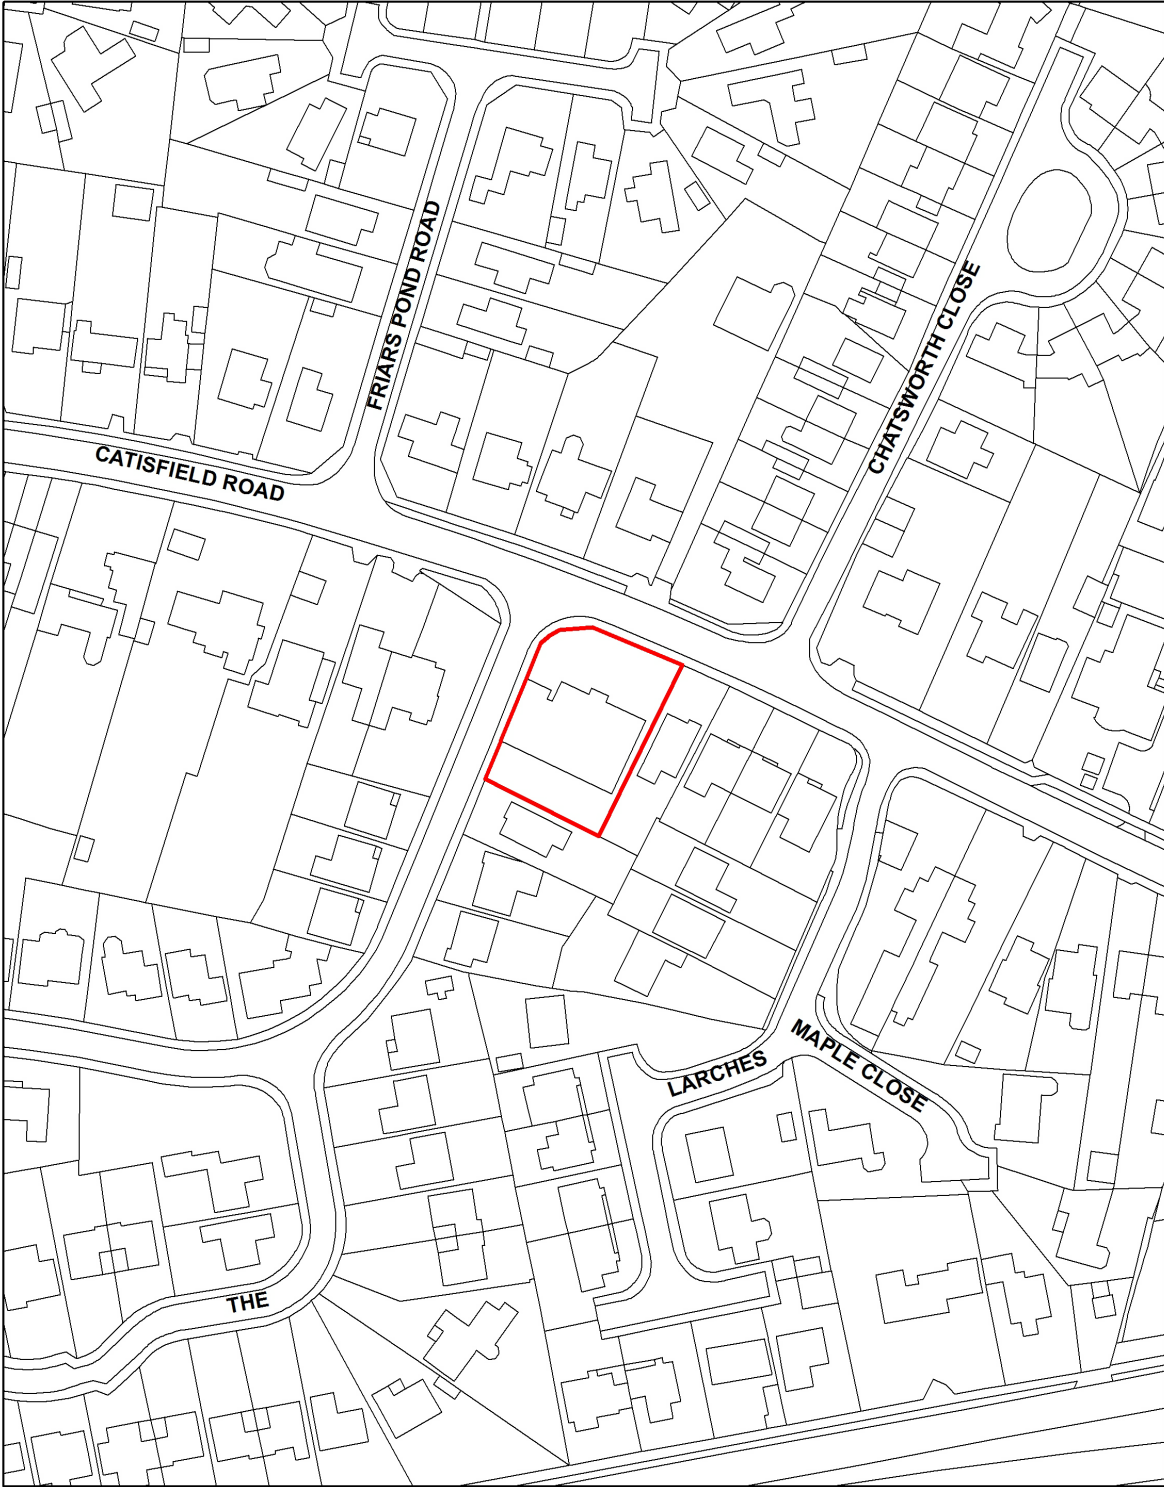 FRIARS POND ROAD
CHATSWORTH CLOSE
CATISFIELD ROAD
MAPLE CLOSE
LARCHES
THE